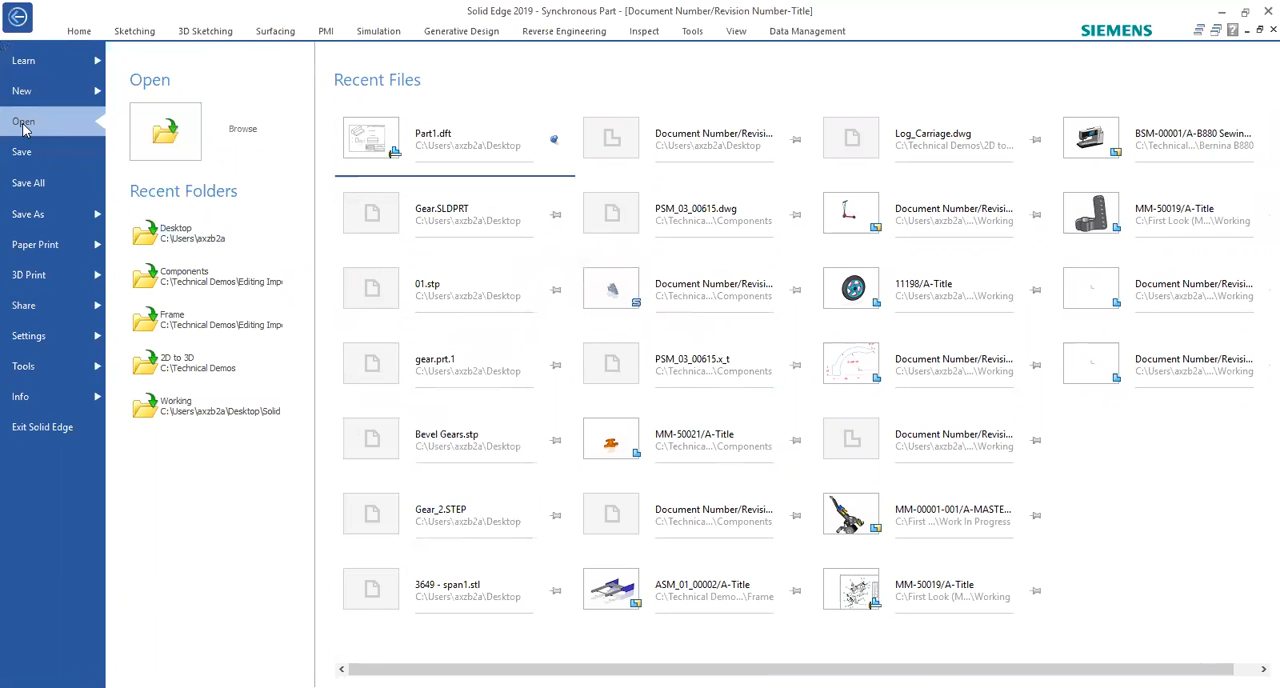 Solid Edge 2019 - Synchronous Part - [Document Number/Revision Number-Title]
Home Sketching 3D Sketching Surfacing PMI Simulation Generative Design Reverse Engineering Inspect Tools View Data Management
SIEMENS
Learn
New
Open
Save
Save All
Save As
Paper Print
3D Print
Share
Settings
Tools
Info
Exit Solid Edge
Open
Browse
Recent Folders
Desktop
C:\Users\axzb2a
Components
C:\Technical Demos\Editing Impo
Frame
C:\Technical Demos\Editing Impo
2D to 3D
C:\Technical Demos
Working
C:\Users\axzb2a\Desktop\Solid
Recent Files
Part1.dft
C:\Users\axzb2a\Desktop
Gear.SLDPRT
C:\Users\axzb2a\Desktop
01.stp
C:\Users\axzb2a\Desktop
gear.prt.1
C:\Users\axzb2a\Desktop
Bevel Gears.stp
C:\Users\axzb2a\Desktop
Gear_2.STEP
C:\Users\axzb2a\Desktop
3649 - span1.stl
C:\Users\axzb2a\Desktop
Document Number/Revisi...
C:\Users\axzb2a\Desktop
PSM_03_00615.dwg
C:\Technica...\Components
Document Number/Revisi...
C:\Technica...\Components
PSM_03_00615.x_t
C:\Technica...\Components
MM-50021/A-Title
C:\Technica...\Components
Document Number/Revisi...
C:\Technica...\Components
ASM_01_00002/A-Title
C:\Technical Demo...\Frame
Log_Carriage.dwg
C:\Technical Demos\2D to...
Document Number/Revisi...
C:\Users\axzb2a\...\Working
11198/A-Title
C:\Users\axzb2a\...\Working
Document Number/Revisi...
C:\Users\axzb2a\...\Working
Document Number/Revisi...
C:\Users\axzb2a\...\Working
MM-00001-001/A-MASTE...
C:\First ...\Work In Progress
MM-50019/A-Title
C:\First Look (M...\Working
BSM-00001/A-B880 Sewin...
C:\Technical...\Bernina B880
MM-50019/A-Title
C:\First Look (M...\Working
Document Number/Revisi...
C:\Users\axzb2a\...\Working
Document Number/Revisi...
C:\Users\axzb2a\...\Working